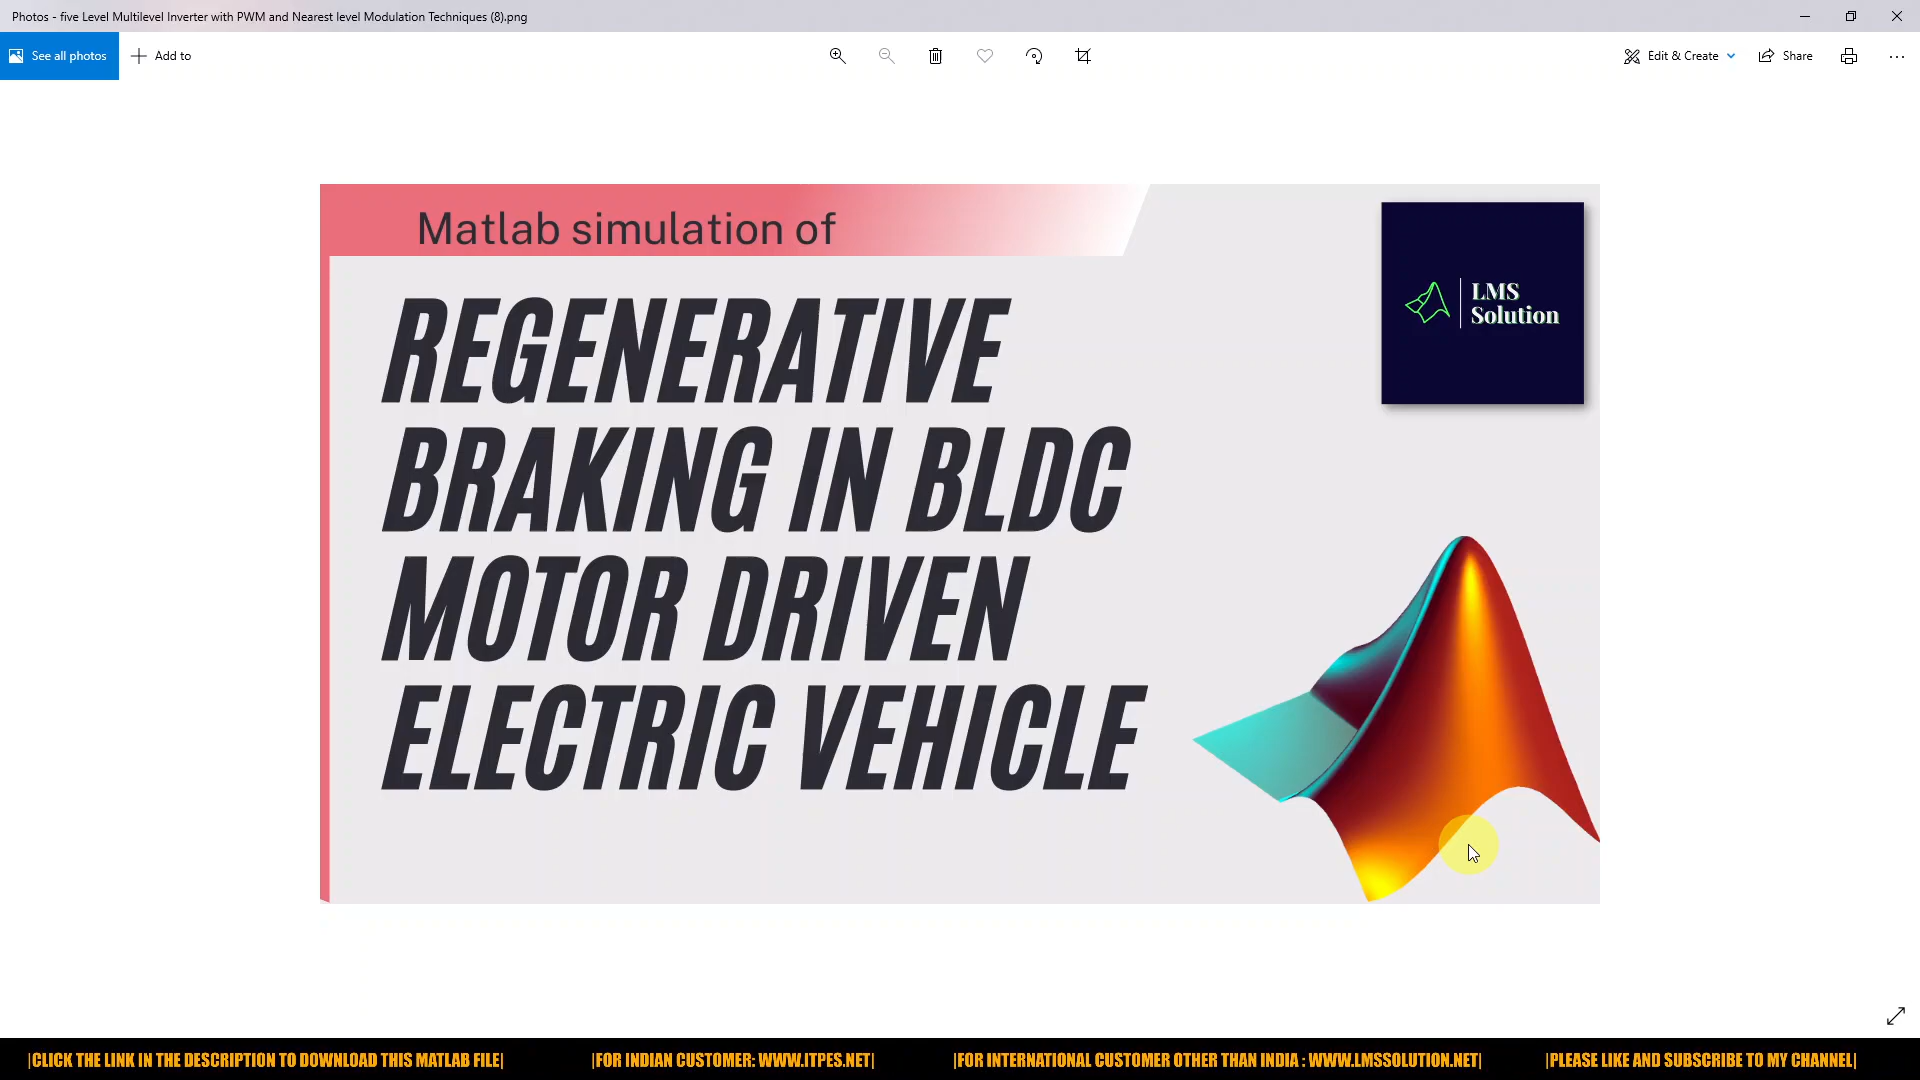 Photos - five Level Multilevel Inverter with PWM and Nearest level Modulation Techniques (8).png
See all photos
Add to
Edit & Create
Share
Matlab simulation of
LMS
Solution
REGENERATIVE
BRAKING IN BLDC
MOTOR DRIVEN
ELECTRIC VEHICLE
|CLICK THE LINK IN THE DESCRIPTION TO DOWNLOAD THIS MATLAB FILE| |FOR INDIAN CUSTOMER: WWW.ITPES.NET| |FOR INTERNATIONAL CUSTOMER OTHER THAN INDIA : WWW.LMSSOLUTION.NET| |PLEASE LIKE AND SUBSCRIBE TO MY CHANNEL|